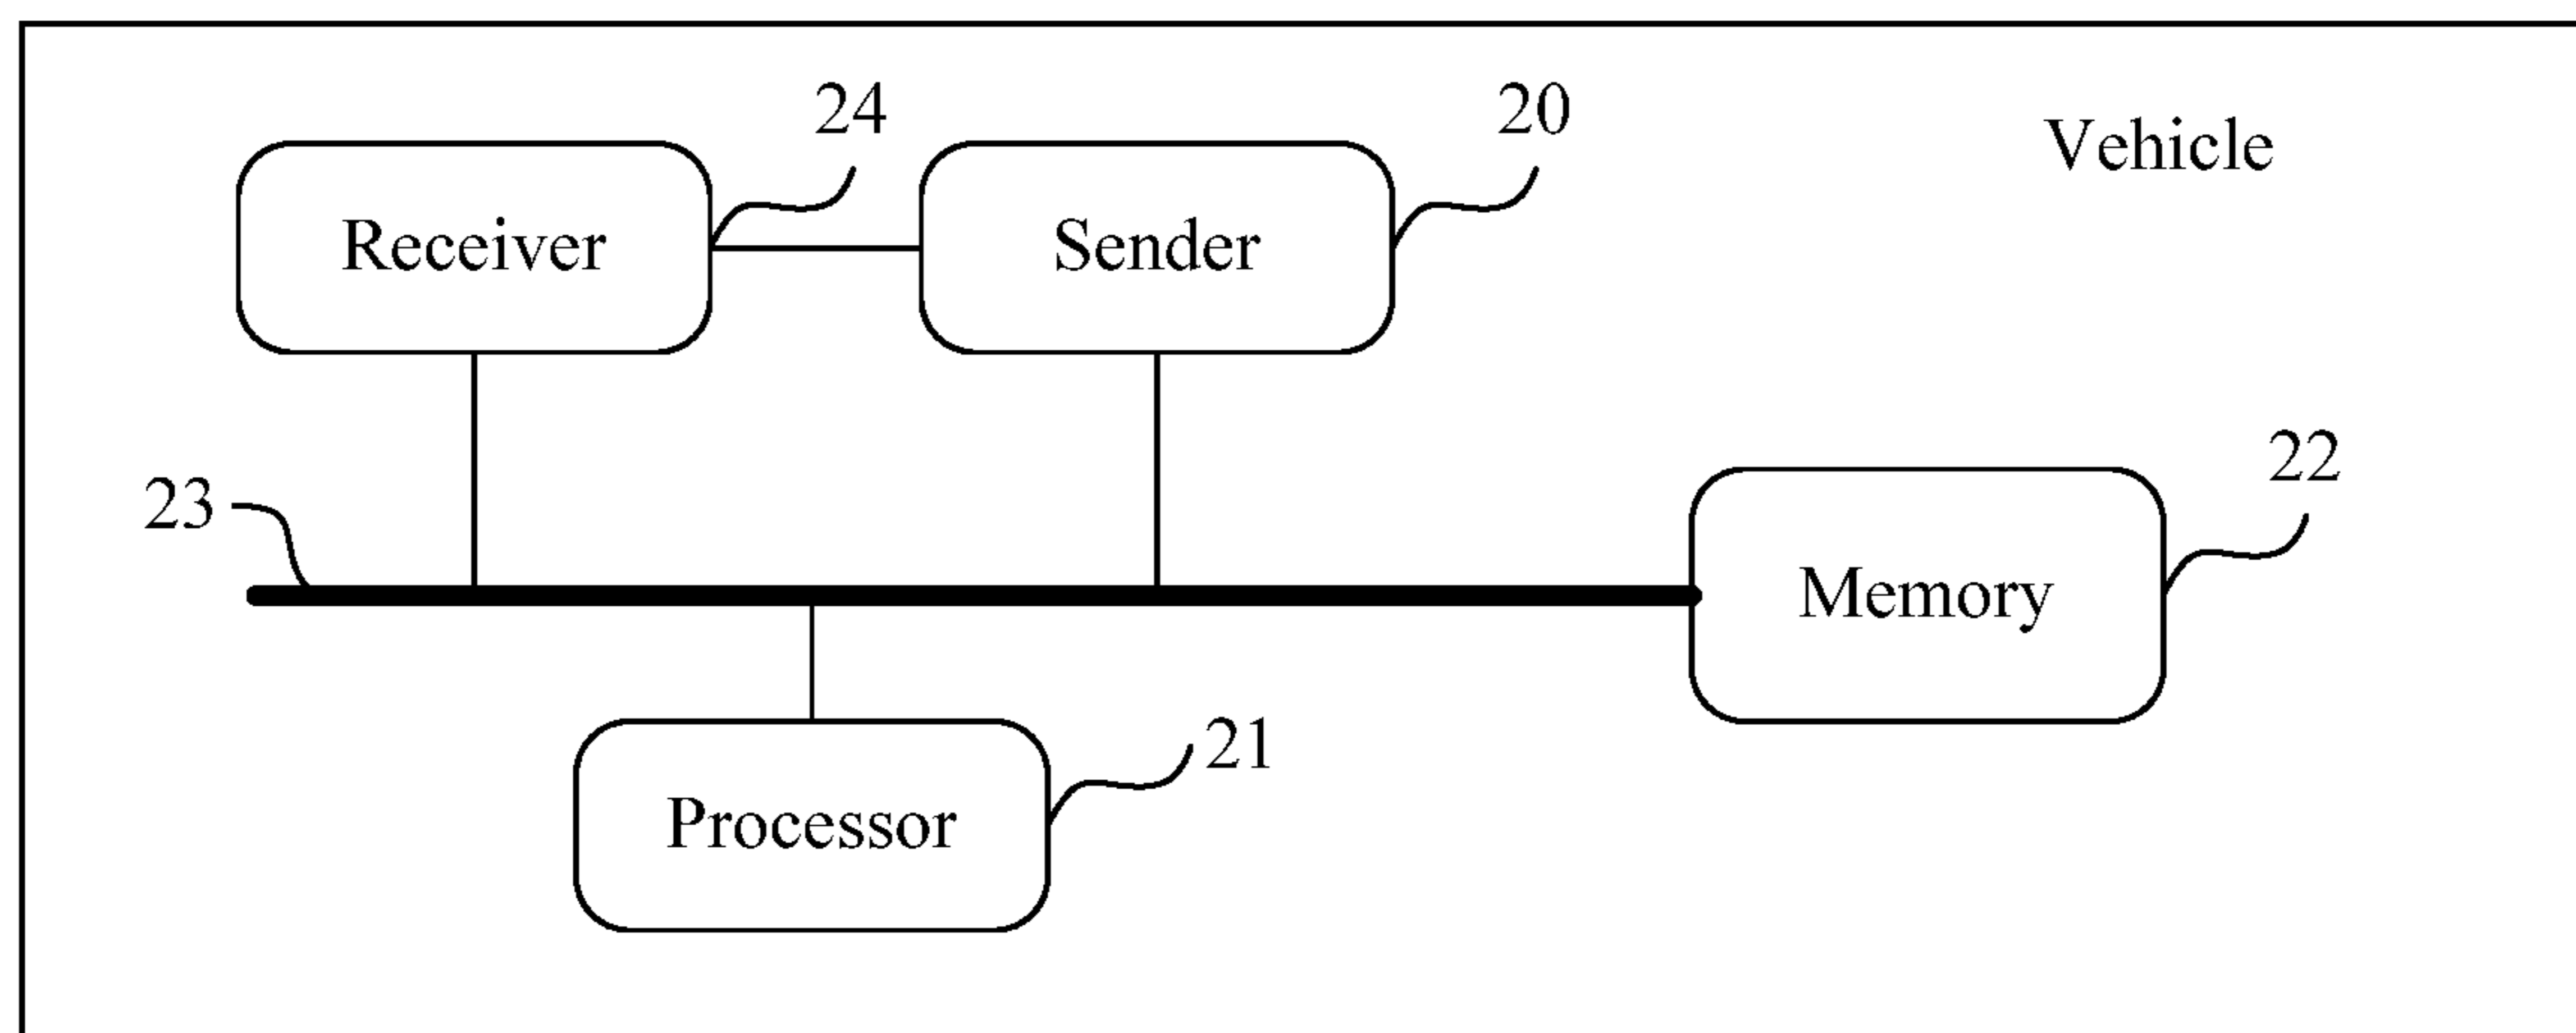 24
20
Vehicle
Receiver
Sender
22
23
Memory
21
Processor